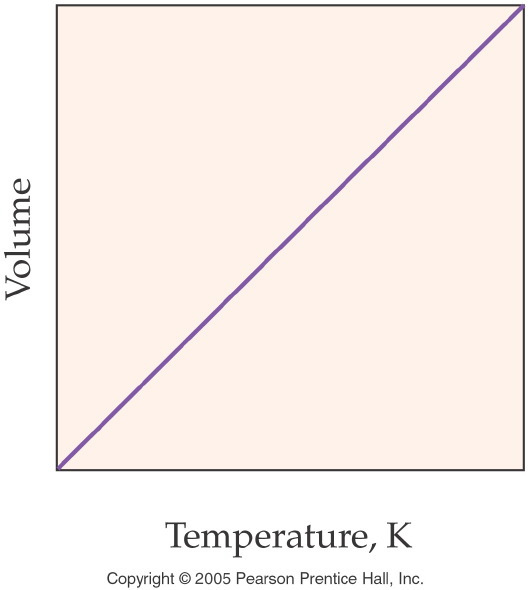 Volume
Temperature, K
Copyright © 2005 Pearson Prentice Hall, Inc.